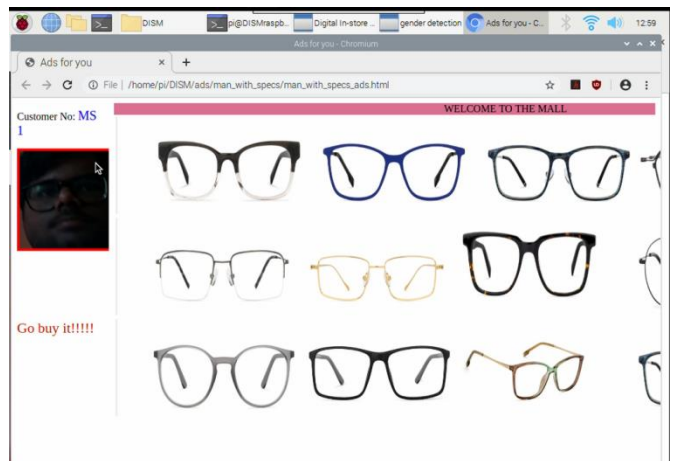 DISM
pi@DISMraspb..
Digital In-store ..
gender detection
Ads for you - C..
12:59
Ads for you - Chromium
Ads for you
File | /home/pi/DISM/ads/man_with_specs/man_with_specs_ads.html
WELCOME TO THE MALL
Customer No: MS
1
Go buy it!!!!!